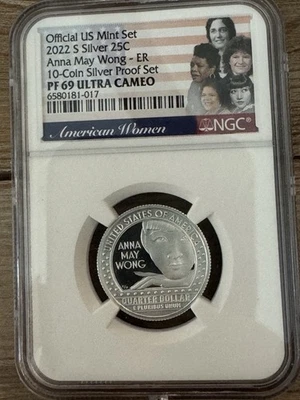 Official US Mint Set
2022 S Silver 25C
Anna May Wong - ER
10-Coin Silver Proof Set
PF 69 ULTRA CAMEO
6580181-017
NGC
American Women
UNITED STATES OF AMERICA
ANNA
MAY
WONG
QUARTER DOLLAR
E PLURIBUS UNUM